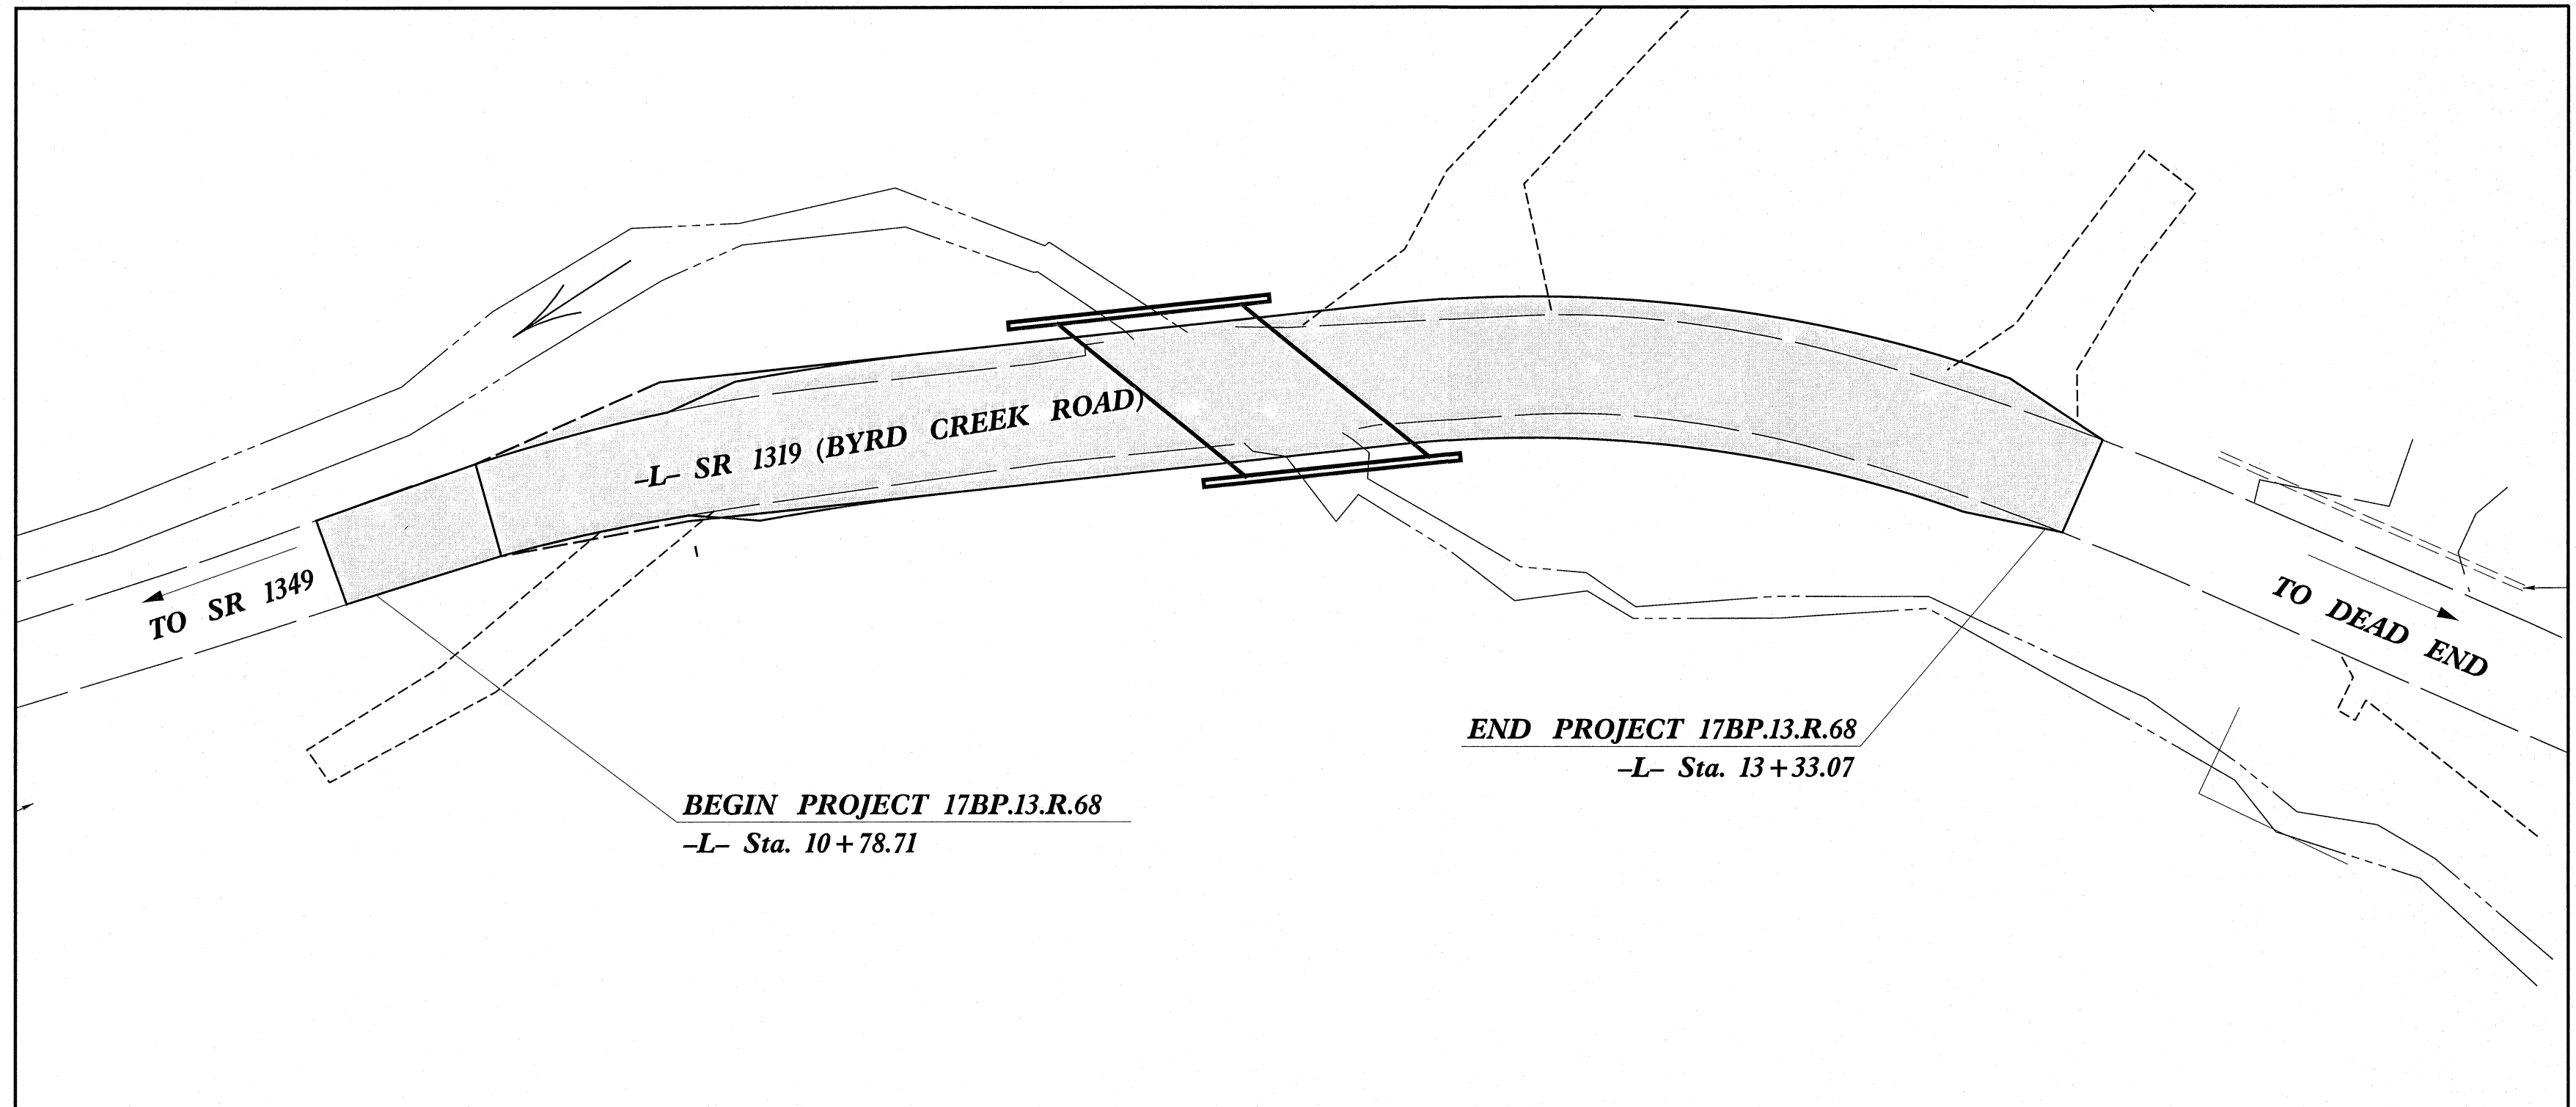 –L– SR 1319 (BYRD CREEK ROAD)
TO SR 1349
TO DEAD END
END PROJECT 17BP.13.R.68
–L– Sta. 13+33.07
BEGIN PROJECT 17BP.13.R.68
–L– Sta. 10+78.71